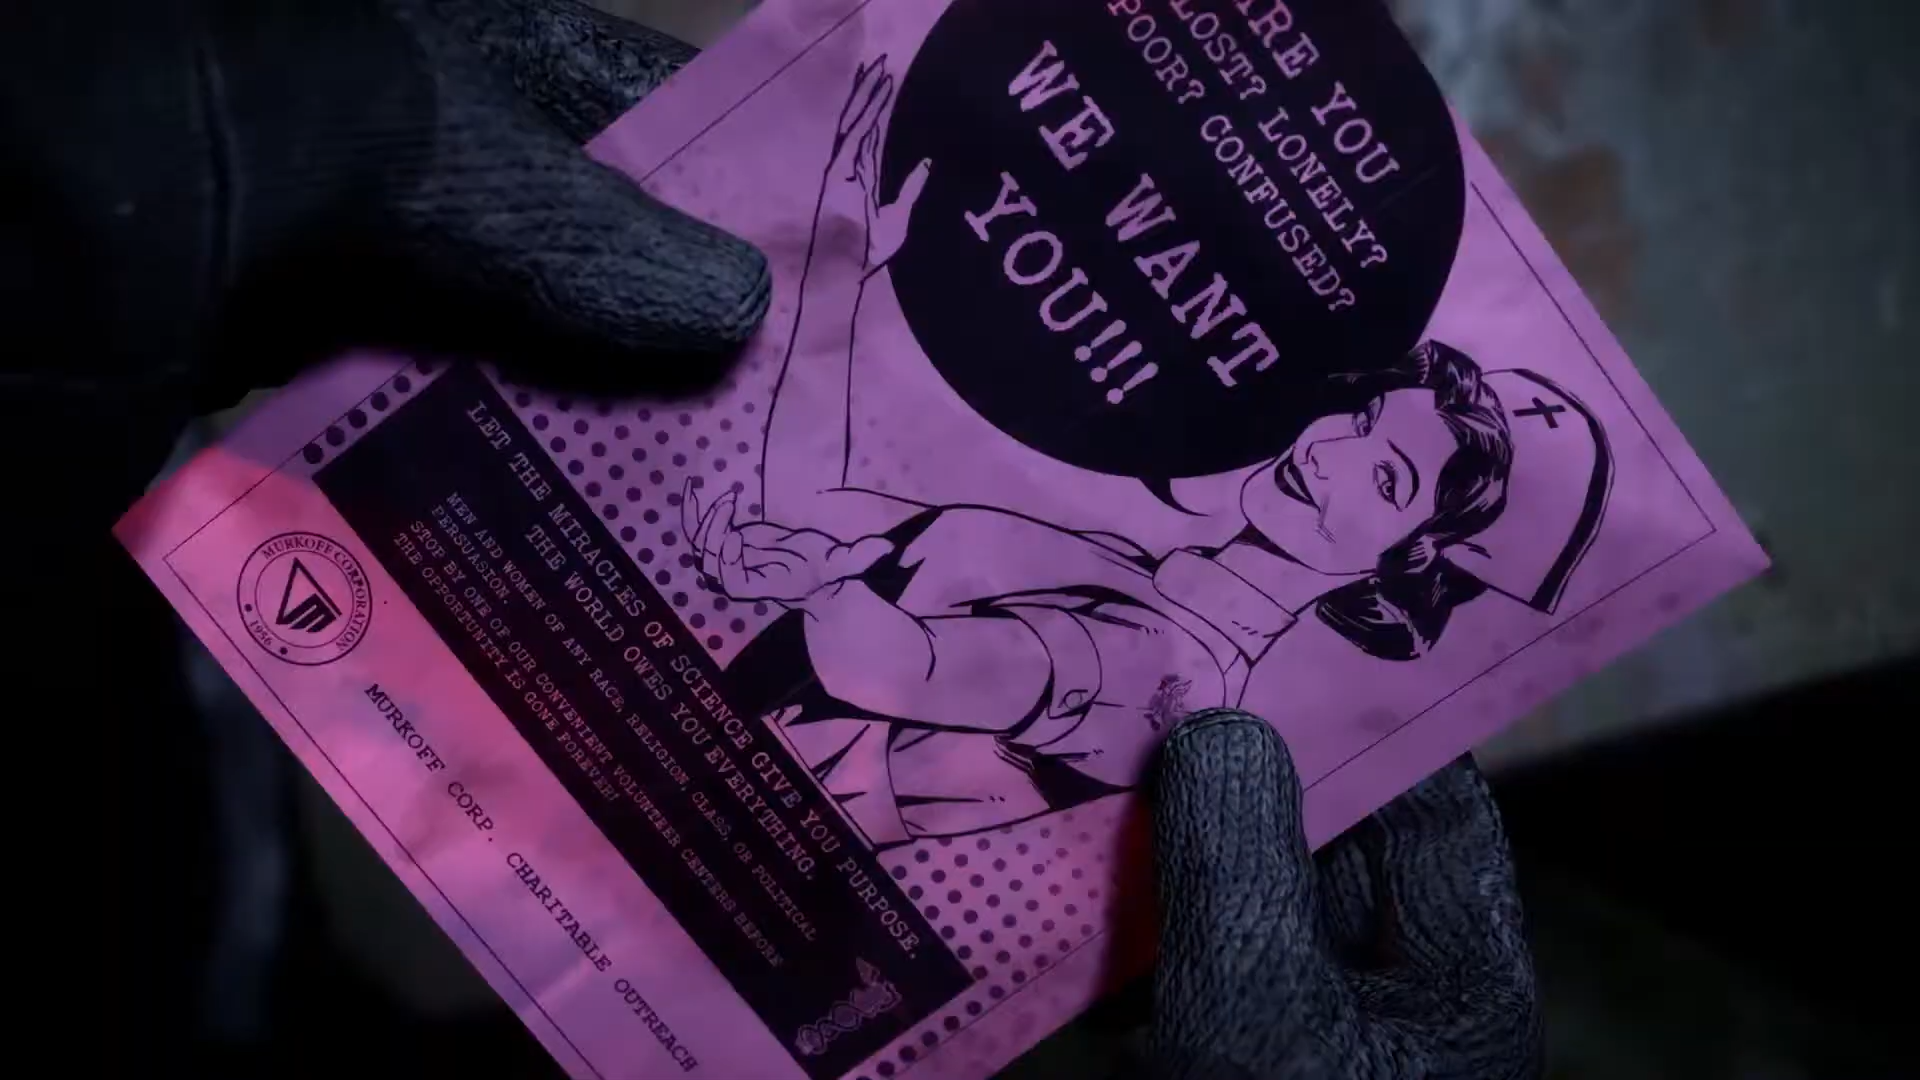 ARE YOU
LOST? LONELY?
POOR? CONFUSED?
WE WANT
YOU!!!
LET THE MIRACLES OF SCIENCE GIVE YOU PURPOSE.
THE WORLD OWES YOU EVERYTHING.
MEN AND WOMEN OF ANY RACE, RELIGION, CLASS, OR POLITICAL
PERSUASION.
STOP BY ONE OF OUR CONVENIENT VOLUNTEER CENTERS BEFORE
THE OPPORTUNITY IS GONE FOREVER!
MURKOFF CORPORATION
1956
MURKOFF CORP. CHARITABLE OUTREACH